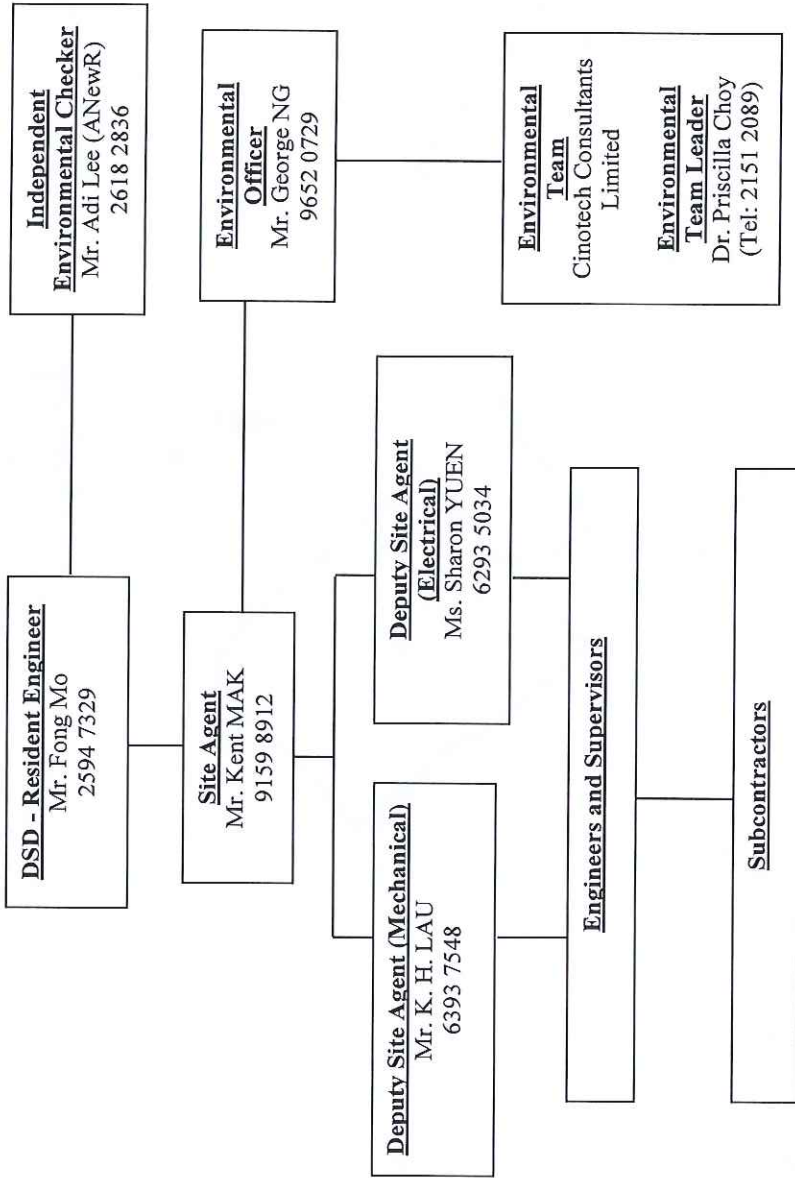 DSD - Resident Engineer
Mr. Fong Mo
2594 7329
Independent
Environmental Checker
Mr. Adi Lee (ANewR)
2618 2836
Site Agent
Mr. Kent MAK
9159 8912
Environmental
Officer
Mr. George NG
9652 0729
Deputy Site Agent (Mechanical)
Mr. K. H. LAU
6393 7548
Deputy Site Agent
(Electrical)
Ms. Sharon YUEN
6293 5034
Environmental
Team
Cinotech Consultants
Limited
Environmental
Team Leader
Dr. Priscilla Choy
(Tel: 2151 2089)
Engineers and Supervisors
Subcontractors